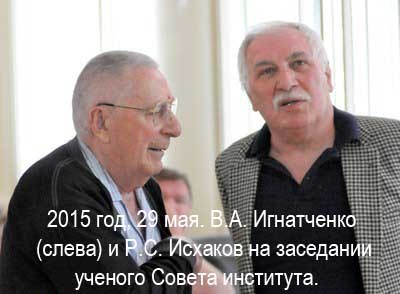 2015 год, 29 мая. В.А. Игнатченко
(слева) и Р.С. Исхаков на заседании
ученого Совета института.